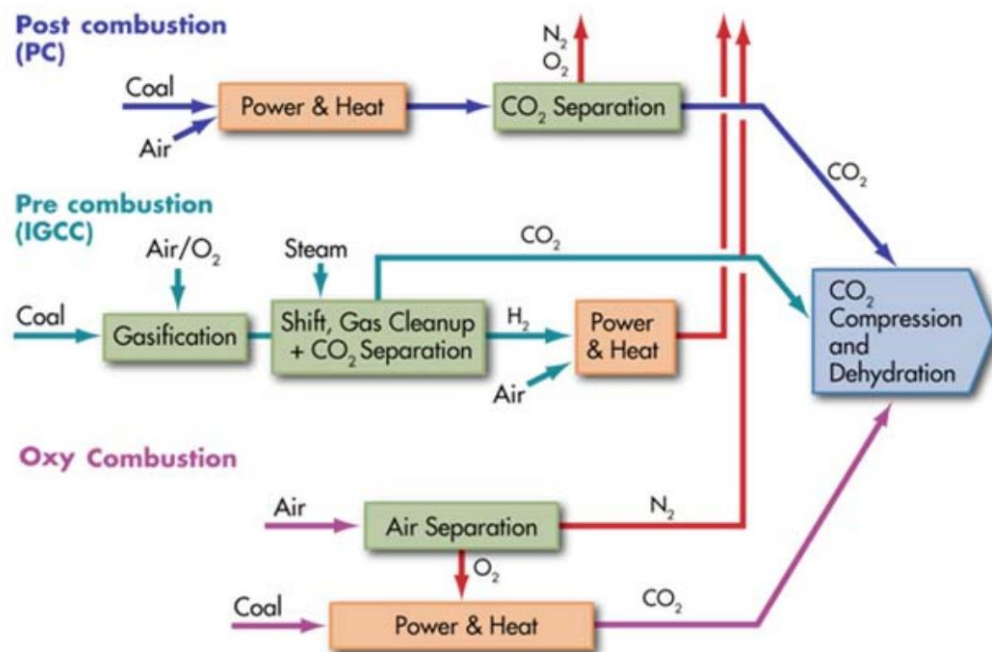 Post combustion
(PC)
N₂
O₂
Coal
Air
Power & Heat
CO₂ Separation
CO₂
Pre combustion
(IGCC)
Air/O₂
Steam
CO₂
Coal
Gasification
Shift, Gas Cleanup
+ CO₂ Separation
H₂
Air
Power
& Heat
CO₂
Compression
and
Dehydration
Oxy Combustion
Air
Air Separation
N₂
O₂
Coal
Power & Heat
CO₂